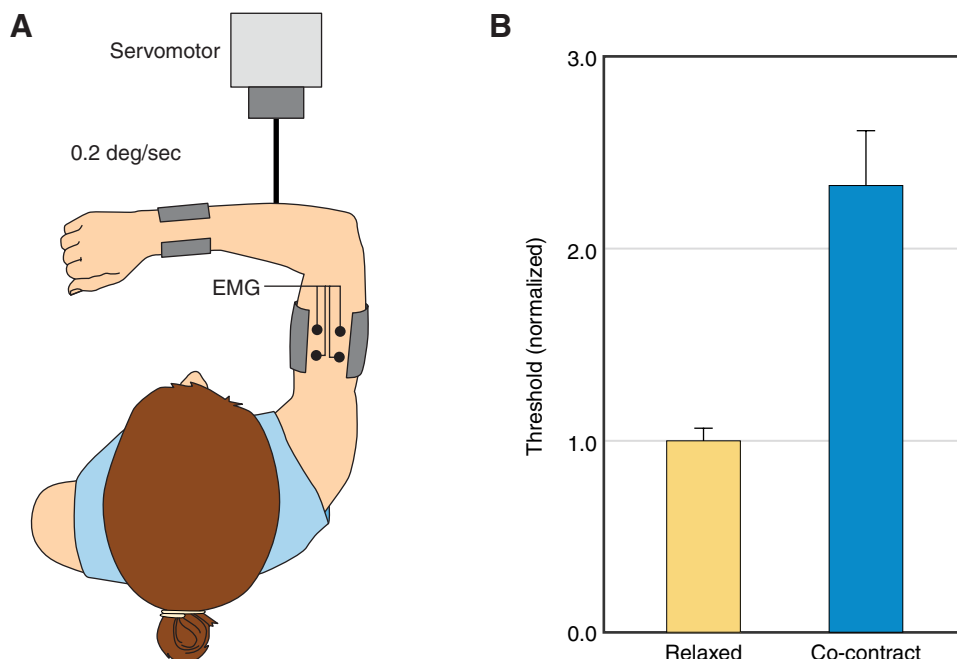 A
Servomotor
0.2 deg/sec
EMG
B
Threshold (normalized)
3.0
2.0
1.0
0.0
Relaxed
Co-contract